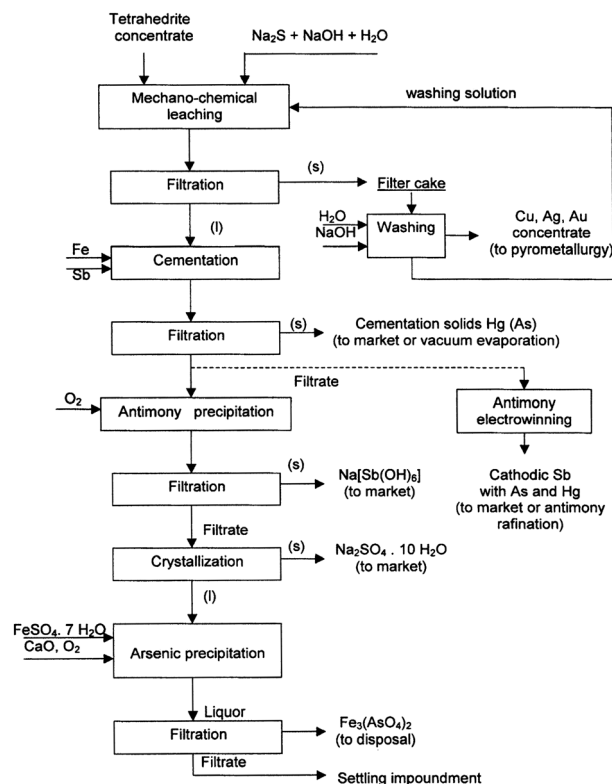 Tetrahedrite
concentrate
Na₂S + NaOH + H₂O
Mechano-chemical
leaching
washing solution
Filtration
(s)
Filter cake
(l)
H₂O
NaOH
Washing
Cu, Ag, Au
concentrate
(to pyrometallurgy)
Fe
Sb
Cementation
Filtration
(s)
Cementation solids Hg (As)
(to market or vacuum evaporation)
Filtrate
O₂
Antimony precipitation
Antimony
electrowinning
Filtration
(s)
Na[Sb(OH)₆]
(to market)
Cathodic Sb
with As and Hg
(to market or antimony
rafination)
Filtrate
Crystallization
(s)
Na₂SO₄ . 10 H₂O
(to market)
(l)
FeSO₄. 7 H₂O
CaO, O₂
Arsenic precipitation
Liquor
Filtration
Fe₃(AsO₄)₂
(to disposal)
Filtrate
Settling impoundment